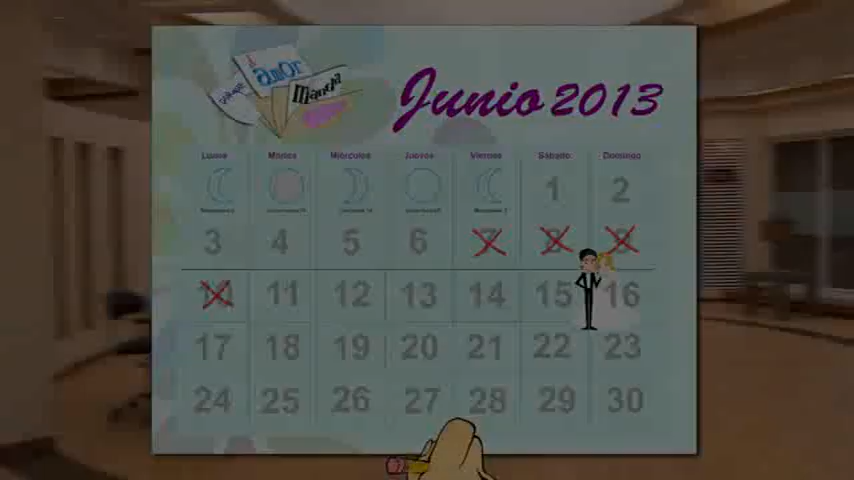 amor
Manda
Junio 2013
Lunes Martes Miércoles Jueves Viernes Sábado Domingo
1 2
3 4 5 6 7 8 9
10 11 12 13 14 15 16
17 18 19 20 21 22 23
24 25 26 27 28 29 30